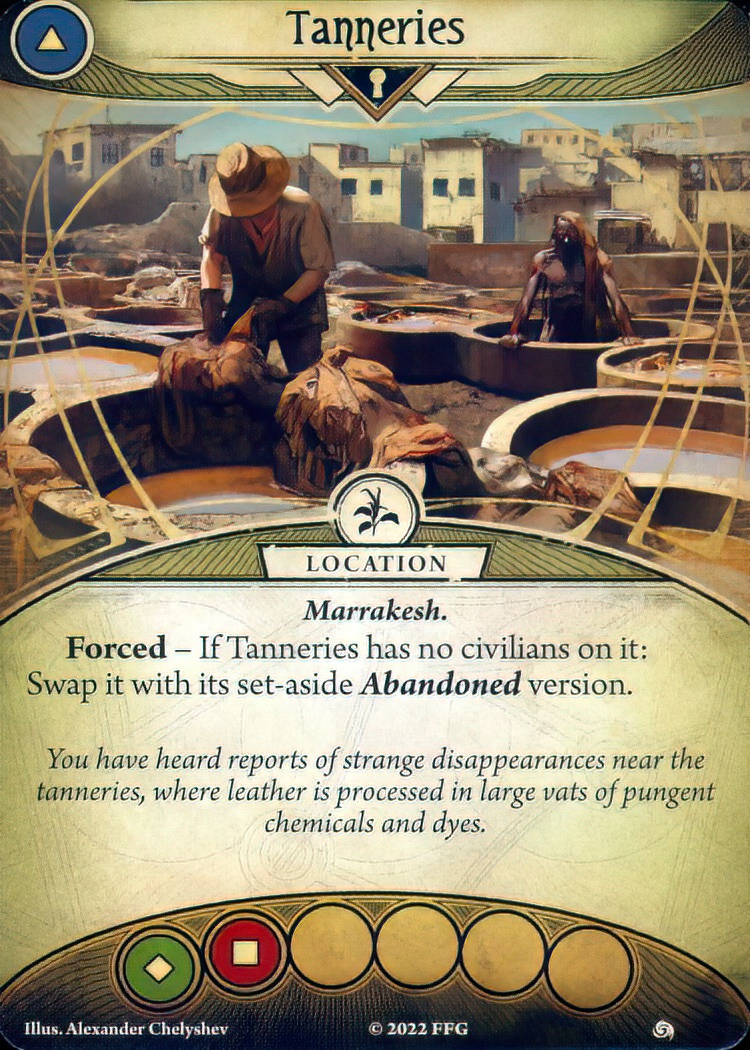 Tanneries
LOCATION
Marrakesh.
Forced – If Tanneries has no civilians on it:
Swap it with its set-aside Abandoned version.
You have heard reports of strange disappearances near the
tanneries, where leather is processed in large vats of pungent
chemicals and dyes.
Illus. Alexander Chelyshev
© 2022 FFG